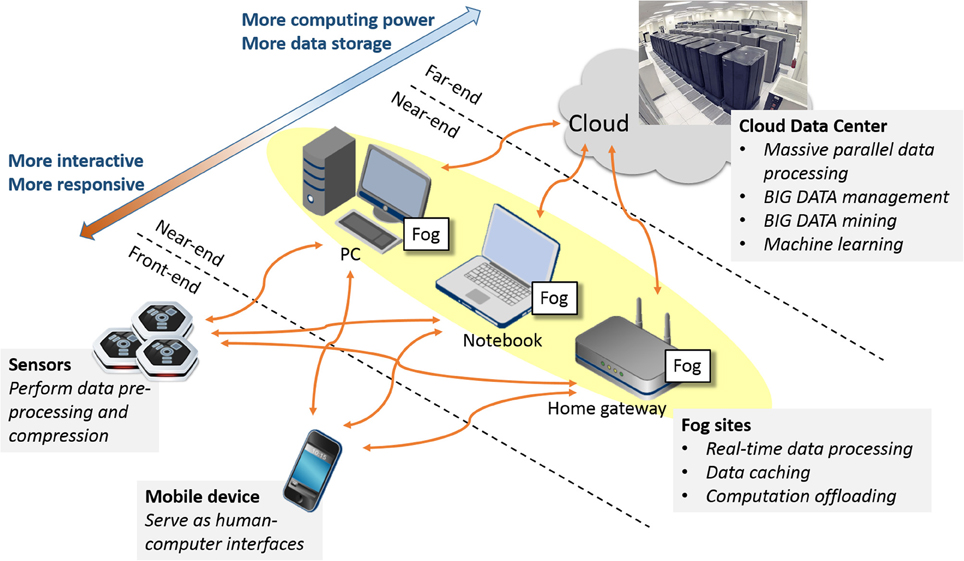 More computing power
More data storage
Far-end
Near-end
Cloud
Cloud Data Center
• Massive parallel data
processing
• BIG DATA management
• BIG DATA mining
• Machine learning
More interactive
More responsive
Near-end
Front-end
PC
Fog
Notebook
Fog
Home gateway
Fog
Sensors
Perform data pre-
processing and
compression
Fog sites
• Real-time data processing
• Data caching
• Computation offloading
Mobile device
Serve as human-
computer interfaces